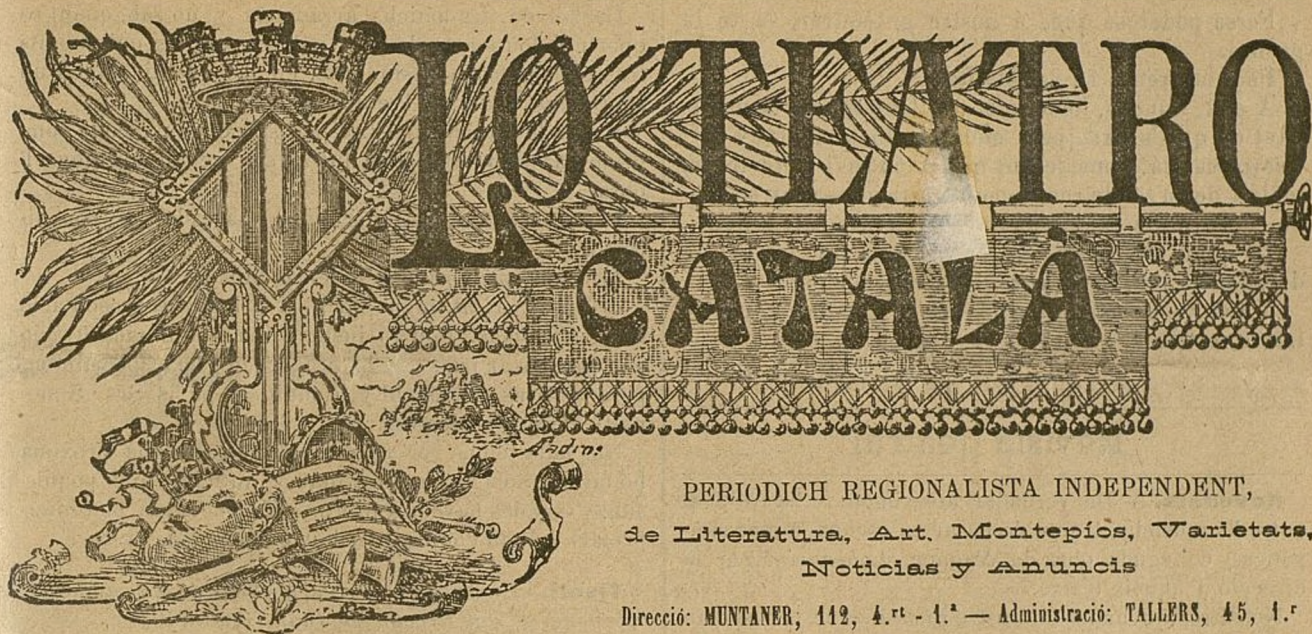 LO TEATRO
CATALÀ
PERIODICH REGIONALISTA INDEPENDENT,
de Literatura, Art. Montepíos, Varietats,
Noticias y Anuncis
Direcció: MUNTANER, 112, 4.rt - 1.ª — Administració: TALLERS, 45, 1.r